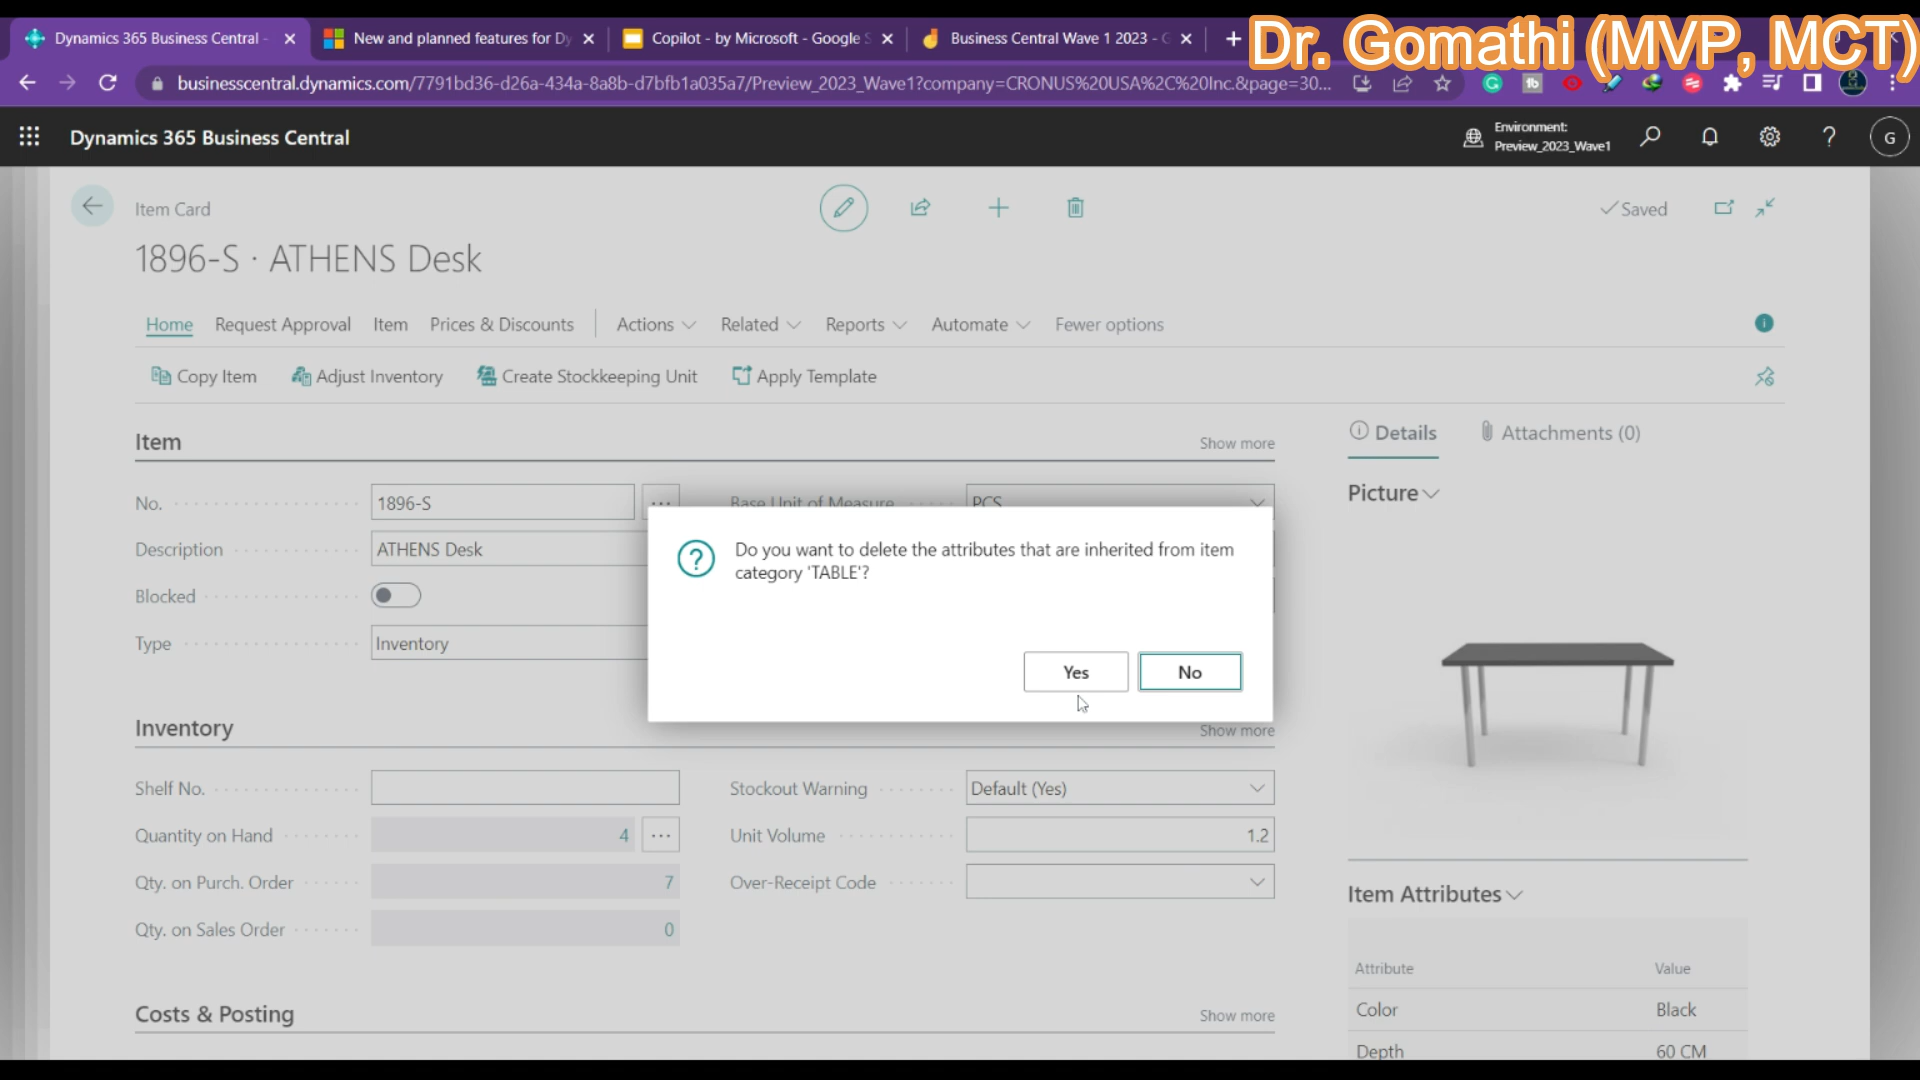 Dynamics 365 Business Central -
New and planned features for Dy
Copilot - by Microsoft - Google S
Business Central Wave 1 2023 - G
Dr. Gomathi (MVP, MCT)
businesscentral.dynamics.com/7791bd36-d26a-434a-8a8b-d7bfb1a035a7/Preview_2023_Wave1?company=CRONUS%20USA%2C%20Inc.&page=30...
Dynamics 365 Business Central
Environment:
Preview_2023_Wave1
G
Item Card
Saved
1896-S · ATHENS Desk
Home Request Approval Item Prices & Discounts Actions Related Reports Automate Fewer options
Copy Item Adjust Inventory Create Stockkeeping Unit Apply Template
Item
Show more
Details
Attachments (0)
Picture
No. 1896-S
Base Unit of Measure PCS
Description ATHENS Desk
Blocked
Type Inventory
Do you want to delete the attributes that are inherited from item
category 'TABLE'?
Yes No
Inventory
Show more
Shelf No.
Stockout Warning Default (Yes)
Quantity on Hand 4
Unit Volume 1.2
Qty. on Purch. Order 7
Over-Receipt Code
Qty. on Sales Order 0
Item Attributes
Attribute Value
Color Black
Depth 60 CM
Costs & Posting
Show more